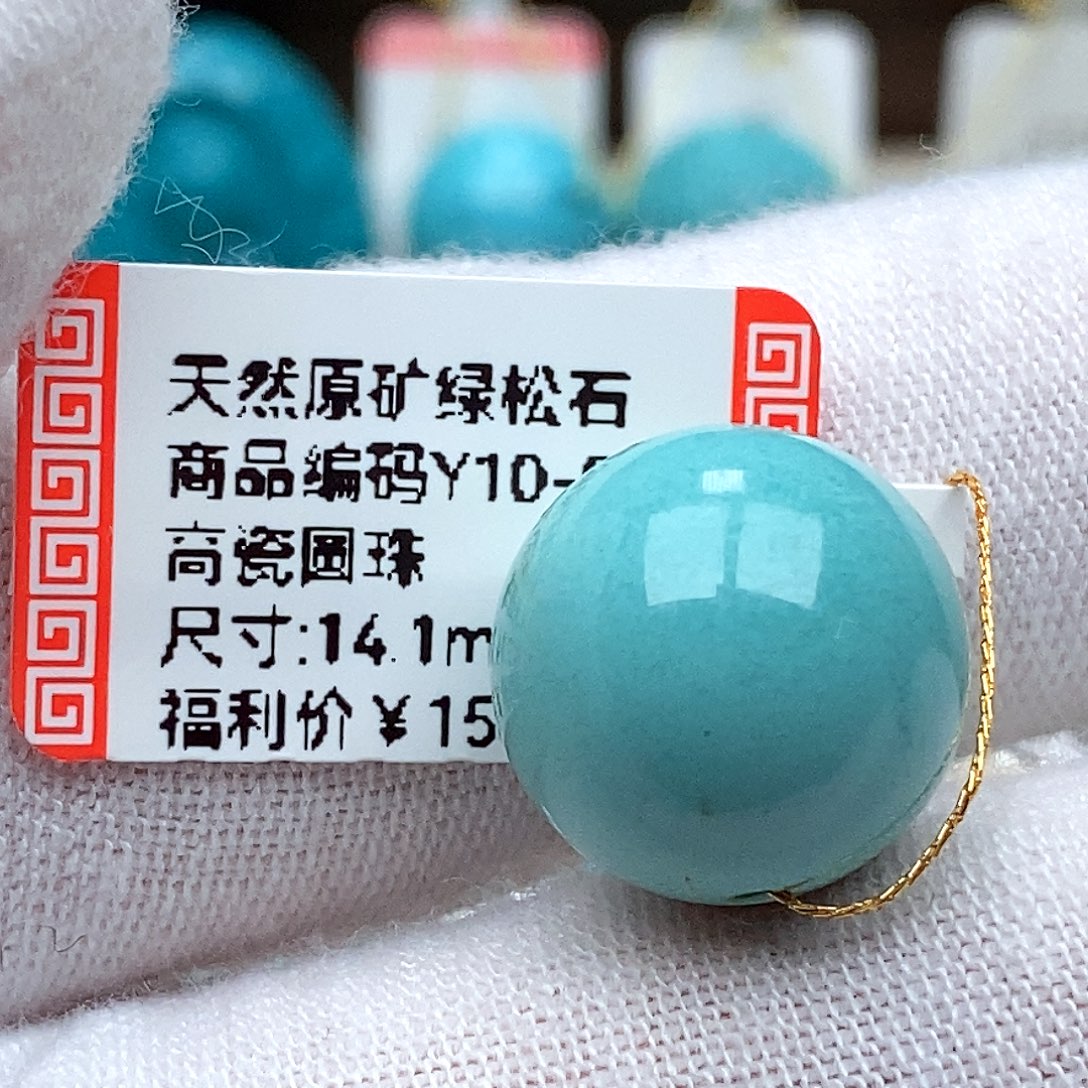 天然原矿绿松石
商品编码Y10-
高瓷圆珠
尺寸:14.1m
福利价￥15